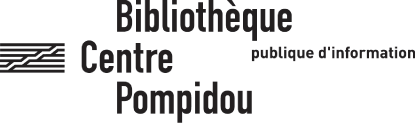 Bibliothèque
publique d'information
Centre
Pompidou